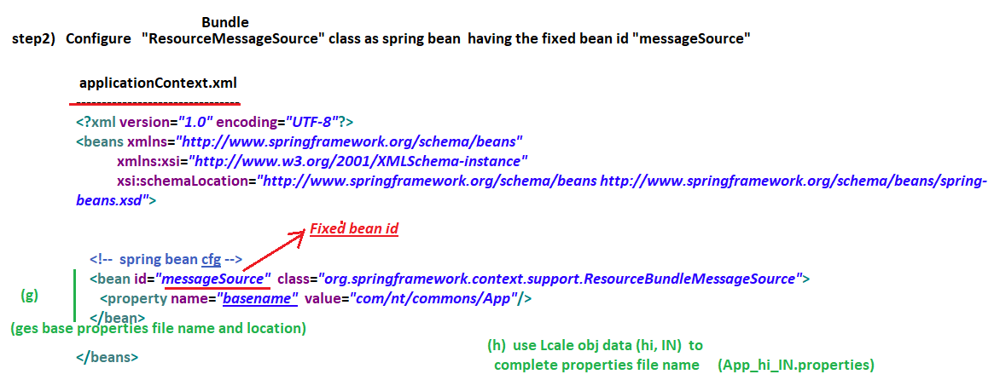 Bundle
step2) Configure "ResourceMessageSource" class as spring bean having the fixed bean id "messageSource"
applicationContext.xml
--------------------------------
<?xml version="1.0" encoding="UTF-8"?>
<beans xmlns="http://www.springframework.org/schema/beans"
xmlns:xsi="http://www.w3.org/2001/XMLSchema-instance"
xsi:schemaLocation="http://www.springframework.org/schema/beans http://www.springframework.org/schema/beans/spring-
beans.xsd">
Fixed bean id
<!-- spring bean cfg -->
<bean id="messageSource" class="org.springframework.context.support.ResourceBundleMessageSource">
(g) <property name="basename" value="com/nt/commons/App"/>
</bean>
(ges base properties file name and location)
(h) use Lcale obj data (hi, IN) to
</beans>
complete properties file name (App_hi_IN.properties)